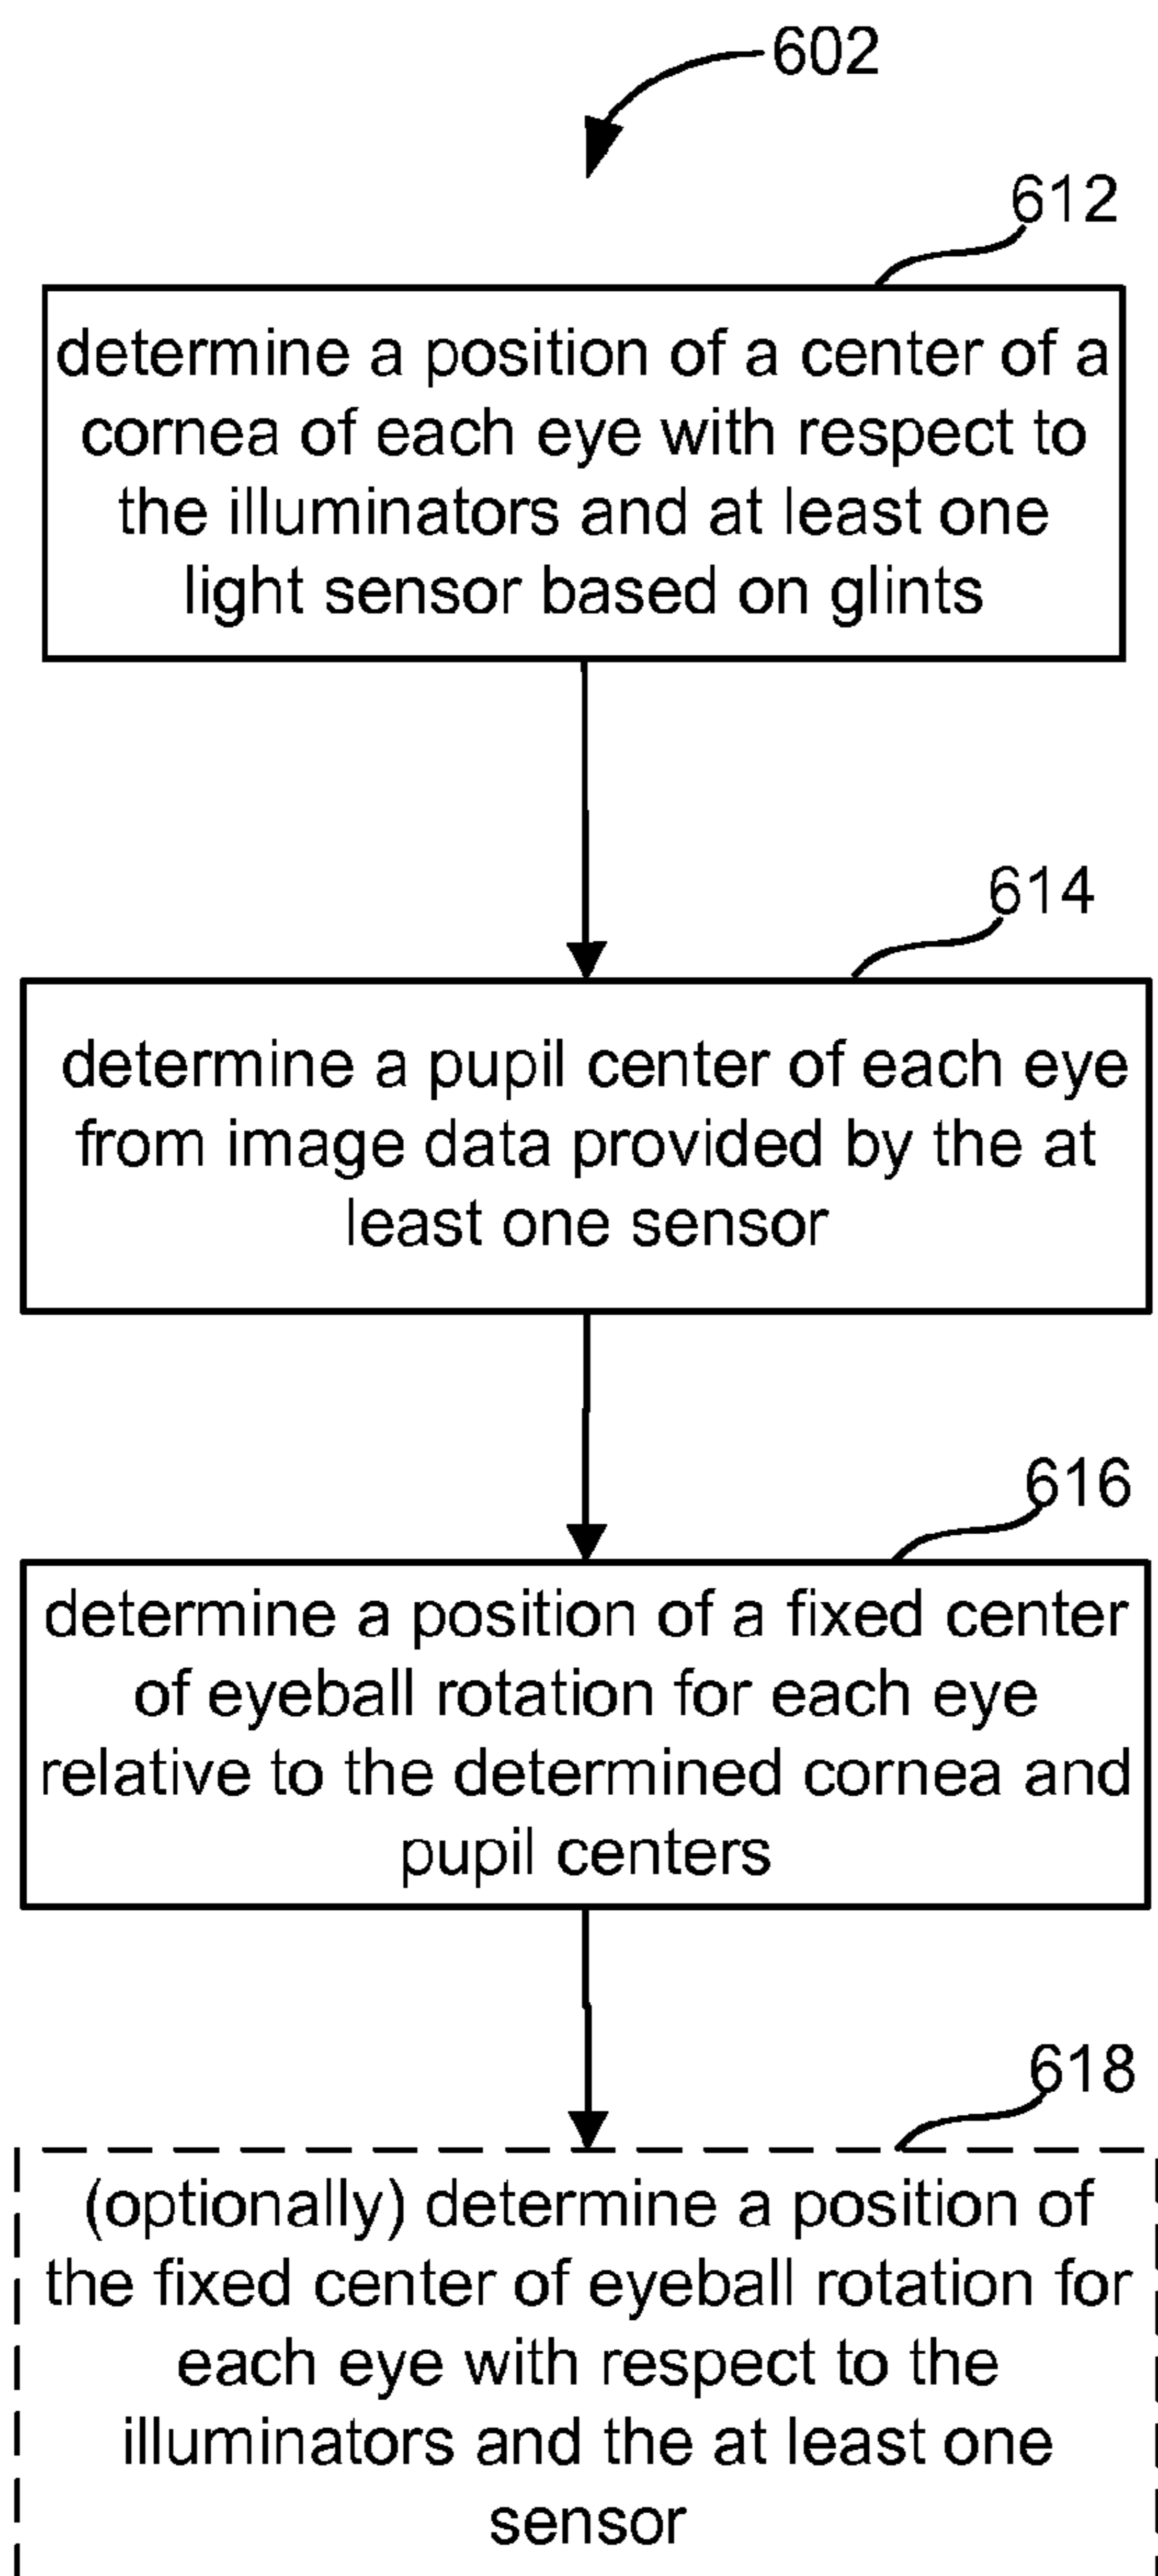 602
612
determine a position of a center of a
cornea of each eye with respect to
the illuminators and at least one
light sensor based on glints
614
determine a pupil center of each eye
from image data provided by the at
least one sensor
616
determine a position of a fixed center
of eyeball rotation for each eye
relative to the determined cornea and
pupil centers
618
(optionally) determine a position of
the fixed center of eyeball rotation for
each eye with respect to the
illuminators and the at least one
sensor